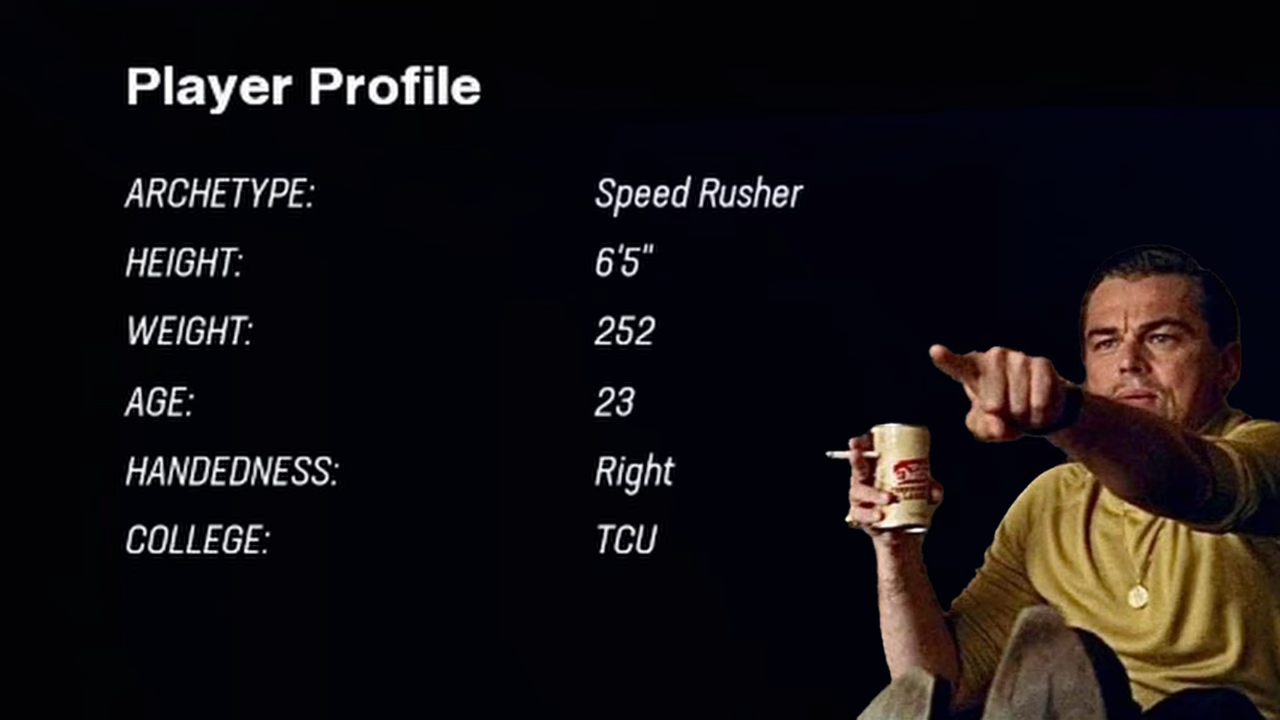 Player Profile
ARCHETYPE: Speed Rusher
HEIGHT: 6'5"
WEIGHT: 252
AGE: 23
HANDEDNESS: Right
COLLEGE: TCU